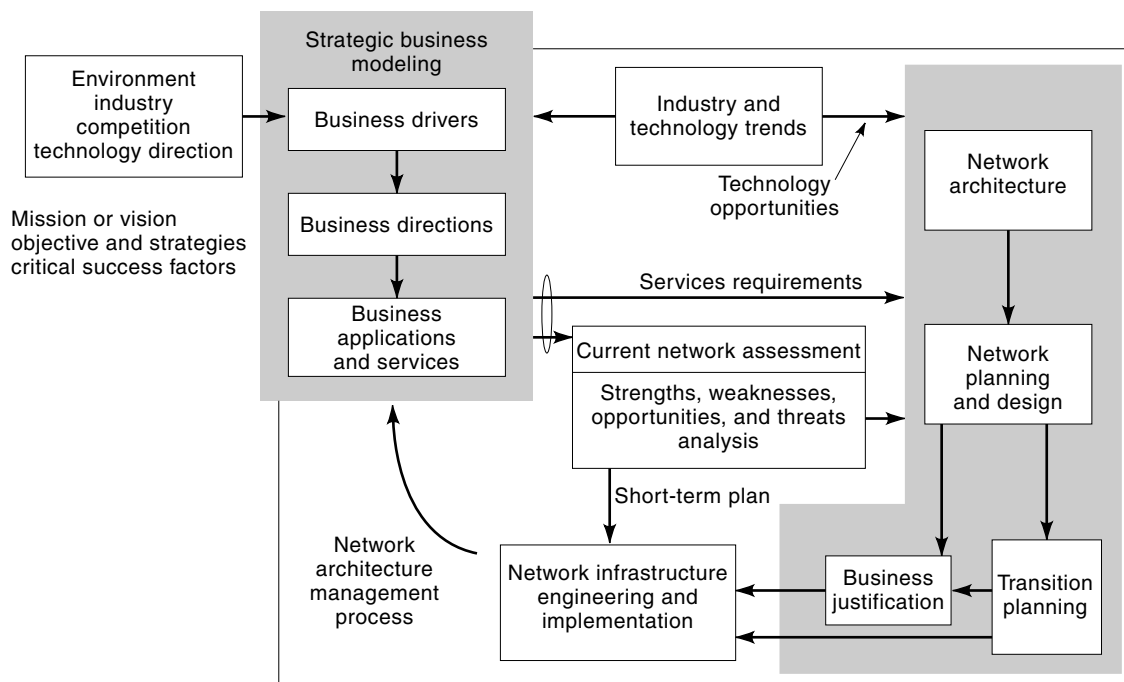 Strategic business
modeling
Environment
industry
competition
technology direction
Business drivers
Industry and
technology trends
Network
architecture
Technology
opportunities
Mission or vision
objective and strategies
critical success factors
Business directions
Services requirements
Business
applications
and services
Current network assessment
Strengths, weaknesses,
opportunities, and threats
analysis
Network
planning
and design
Short-term plan
Network
architecture
management
process
Network infrastructure
engineering and
implementation
Business
justification
Transition
planning